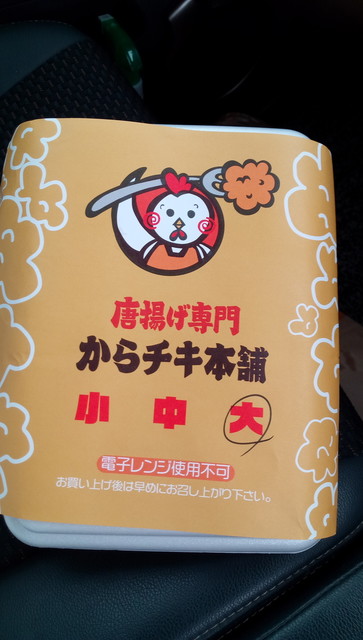 唐揚げ専門
からチキ本舗
小 中 大
電子レンジ使用不可
お買い上げ後は早めにお召し上がり下さい。